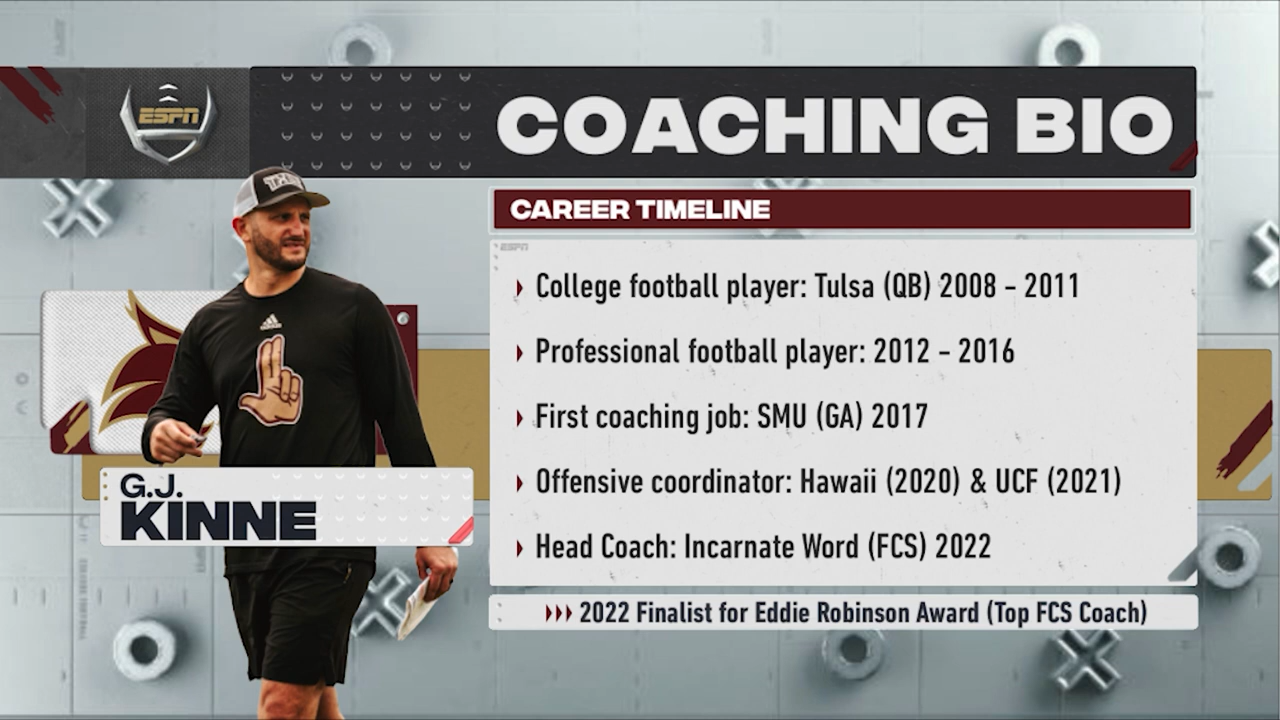 ESPN
COACHING BIO
CAREER TIMELINE
ESPN
College football player: Tulsa (QB) 2008 - 2011
Professional football player: 2012 - 2016
First coaching job: SMU (GA) 2017
Offensive coordinator: Hawaii (2020) & UCF (2021)
Head Coach: Incarnate Word (FCS) 2022
2022 Finalist for Eddie Robinson Award (Top FCS Coach)
adidas
G.J.
KINNE